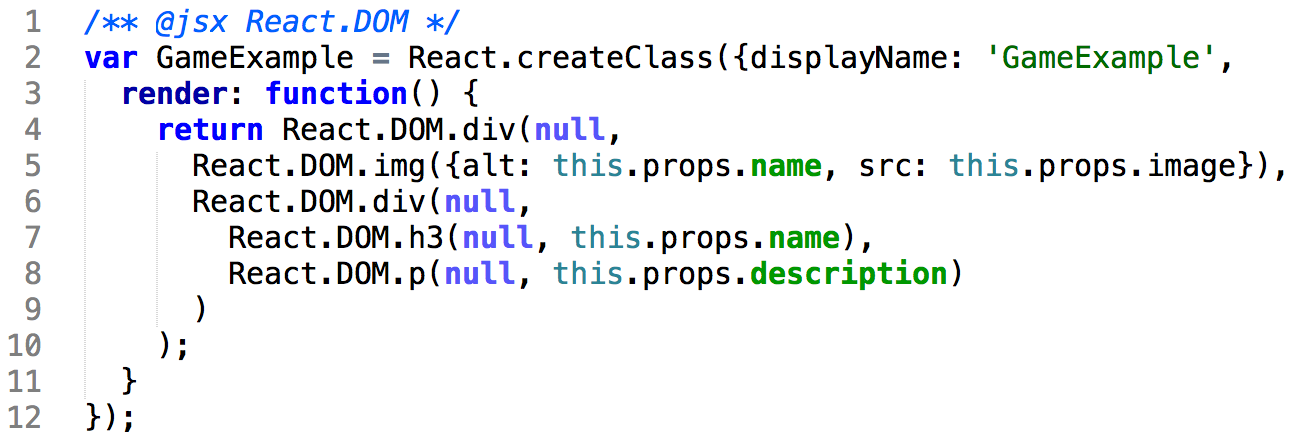 1 /** @jsx React.DOM */
2 var GameExample = React.createClass({displayName: 'GameExample',
3 render: function() {
4 return React.DOM.div(null,
5 React.DOM.img({alt: this.props.name, src: this.props.image}),
6 React.DOM.div(null,
7 React.DOM.h3(null, this.props.name),
8 React.DOM.p(null, this.props.description)
9 )
10 );
11 }
12 });